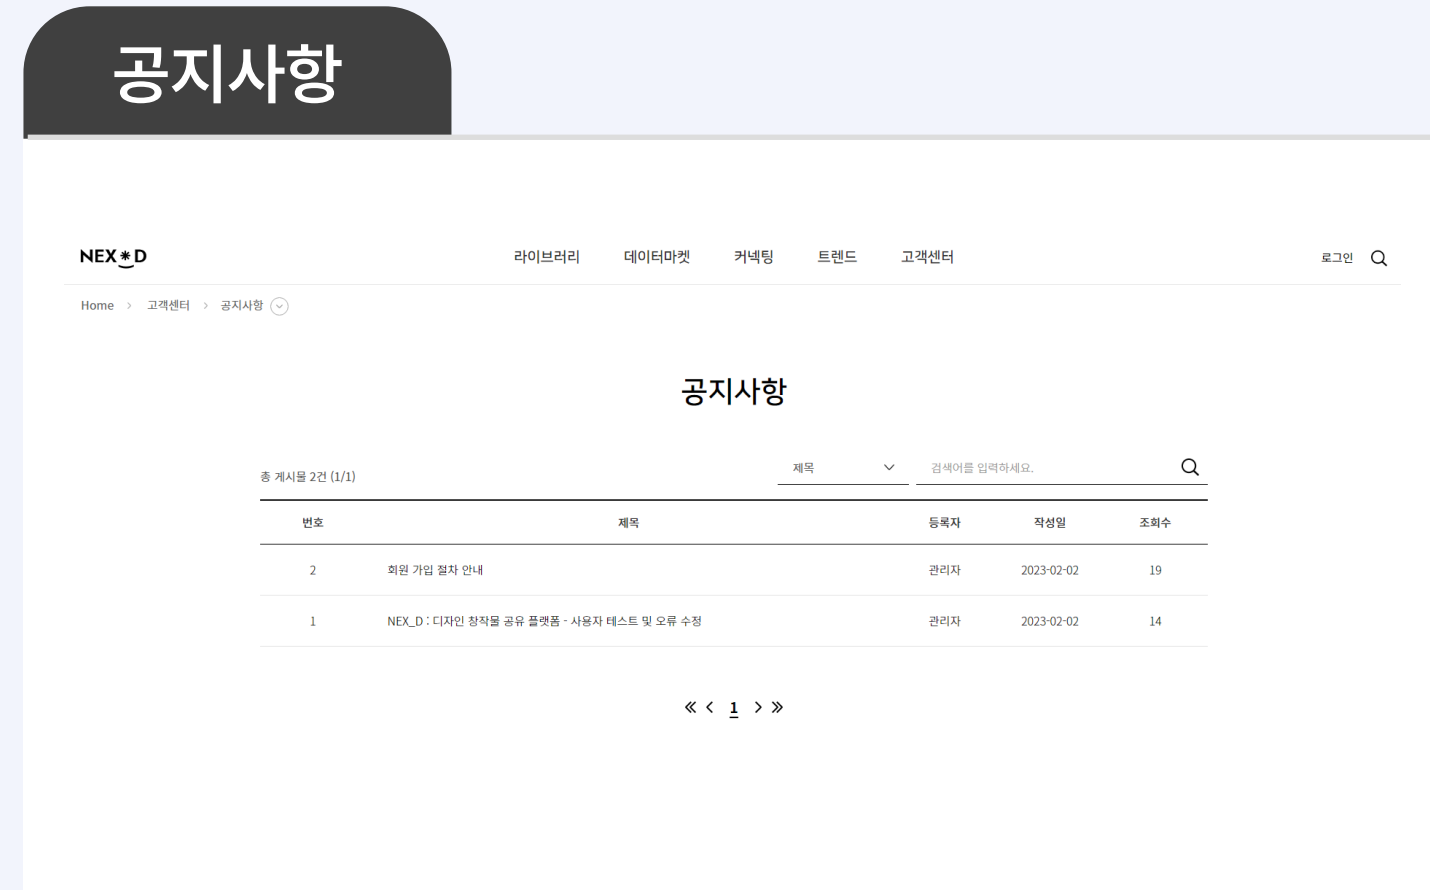 공지사항
NEX*D
라이브러리 데이터마켓 커넥팅 트렌드 고객센터 로그인
Home > 고객센터 > 공지사항
공지사항
총 게시물 2건 (1/1) 제목 검색어를 입력하세요.
번호 제목 등록자 작성일 조회수
2 회원 가입 절차 안내 관리자 2023-02-02 19
1 NEX_D : 디자인 창작물 공유 플랫폼 - 사용자 테스트 및 오류 수정 관리자 2023-02-02 14
« < 1 > »